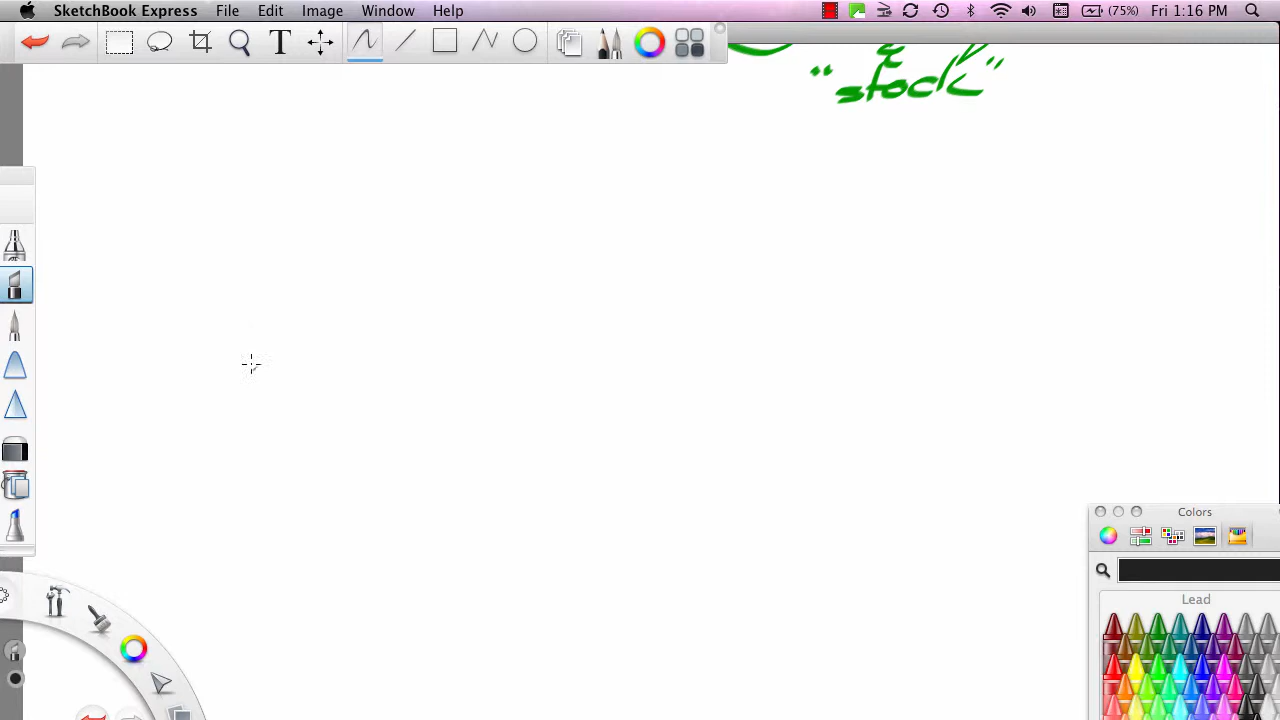 SketchBook Express File Edit Image Window Help (75%) Fri 1:16 PM
T
"stock"
Colors
Lead